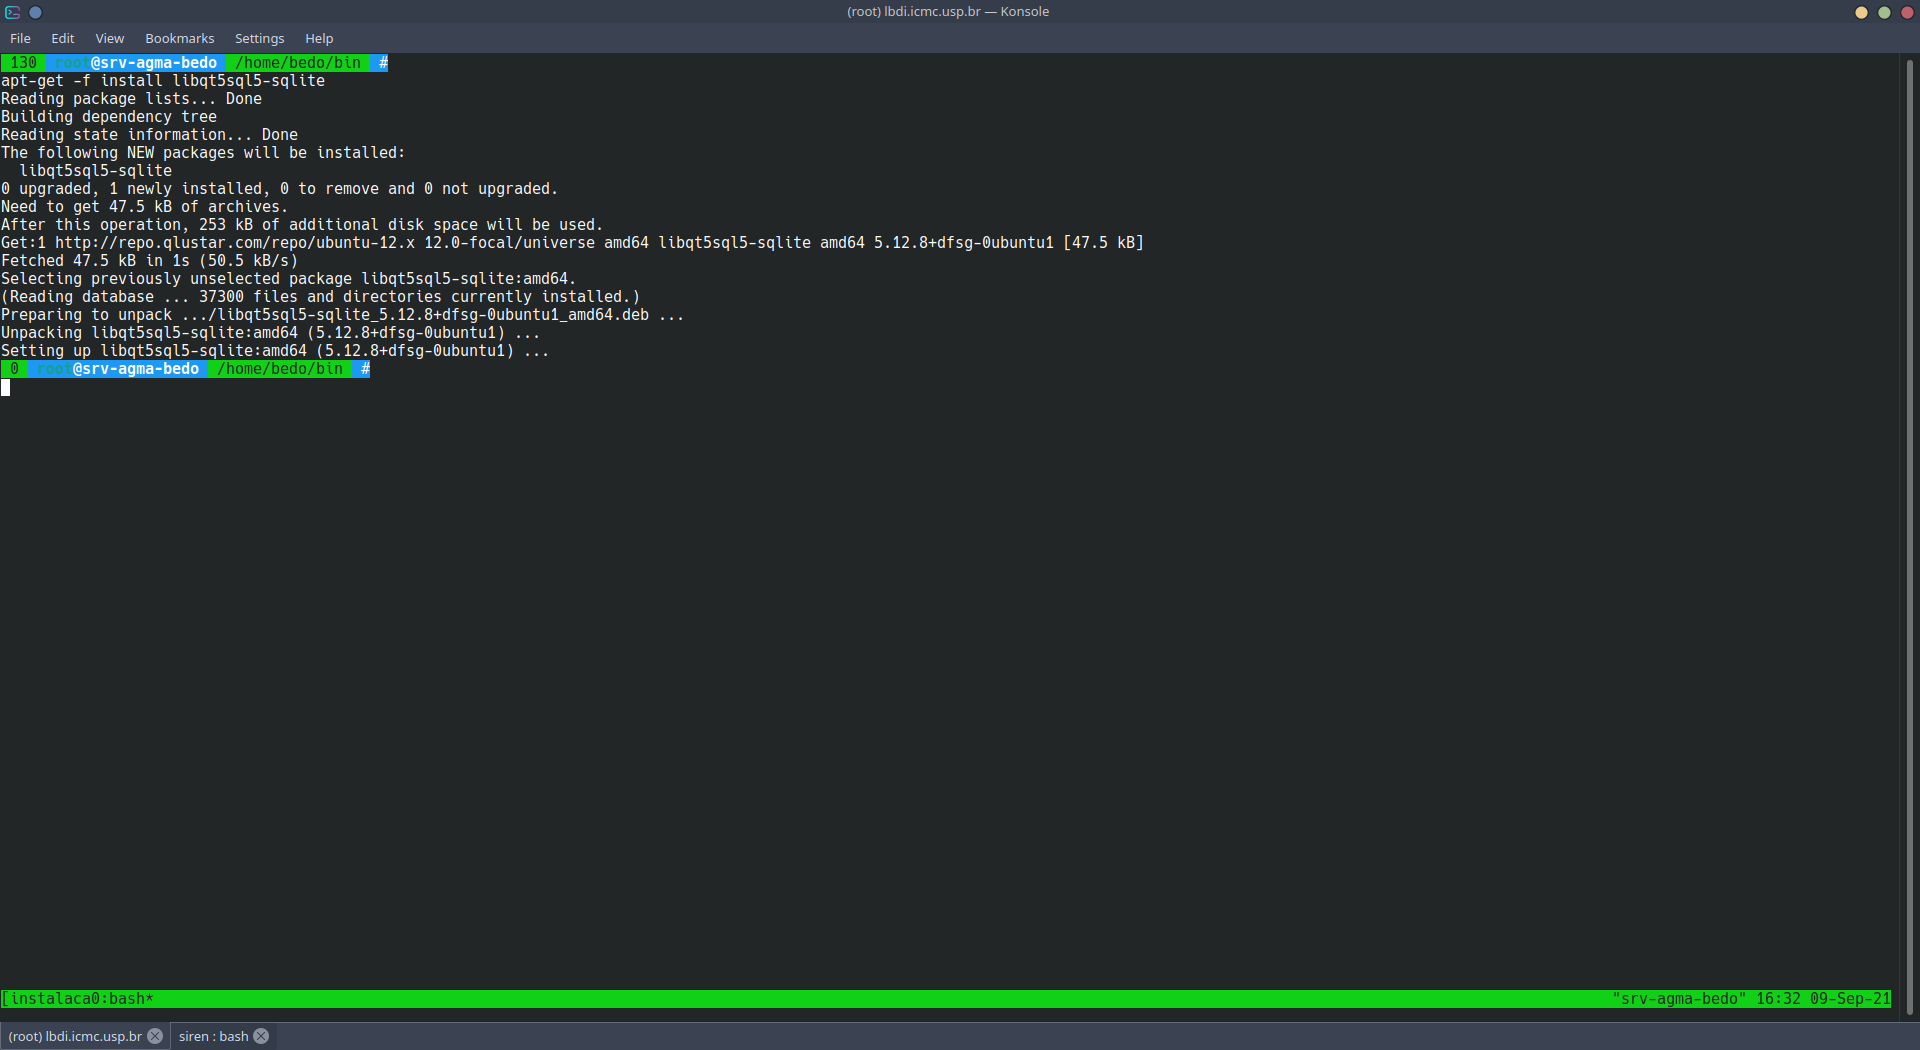 (root) lbdi.icmc.usp.br — Konsole
File Edit View Bookmarks Settings Help
130 root@srv-agma-bedo /home/bedo/bin #
apt-get -f install libqt5sql5-sqlite
Reading package lists... Done
Building dependency tree
Reading state information... Done
The following NEW packages will be installed:
  libqt5sql5-sqlite
0 upgraded, 1 newly installed, 0 to remove and 0 not upgraded.
Need to get 47.5 kB of archives.
After this operation, 253 kB of additional disk space will be used.
Get:1 http://repo.qlustar.com/repo/ubuntu-12.x 12.0-focal/universe amd64 libqt5sql5-sqlite amd64 5.12.8+dfsg-0ubuntu1 [47.5 kB]
Fetched 47.5 kB in 1s (50.5 kB/s)
Selecting previously unselected package libqt5sql5-sqlite:amd64.
(Reading database ... 37300 files and directories currently installed.)
Preparing to unpack .../libqt5sql5-sqlite_5.12.8+dfsg-0ubuntu1_amd64.deb ...
Unpacking libqt5sql5-sqlite:amd64 (5.12.8+dfsg-0ubuntu1) ...
Setting up libqt5sql5-sqlite:amd64 (5.12.8+dfsg-0ubuntu1) ...
0 root@srv-agma-bedo /home/bedo/bin #
[instalaca0:bash* "srv-agma-bedo" 16:32 09-Sep-21
(root) lbdi.icmc.usp.br siren : bash